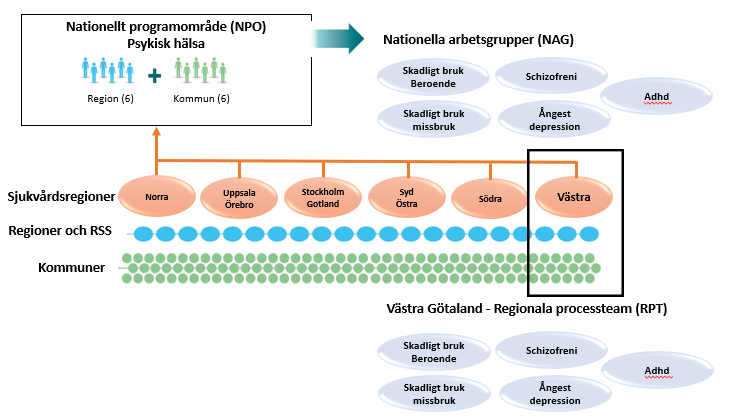 Nationellt programområde (NPO)
Psykisk hälsa
+
Region (6)
Kommun (6)
Nationella arbetsgrupper (NAG)
Skadligt bruk
Beroende
Schizofreni
Adhd
Skadligt bruk
missbruk
Ångest
depression
Sjukvårdsregioner
Norra
Uppsala
Örebro
Stockholm
Gotland
Syd
Östra
Södra
Västra
Regioner och RSS
Kommuner
Västra Götaland - Regionala processteam (RPT)
Skadligt bruk
Beroende
Schizofreni
Adhd
Skadligt bruk
missbruk
Ångest
depression